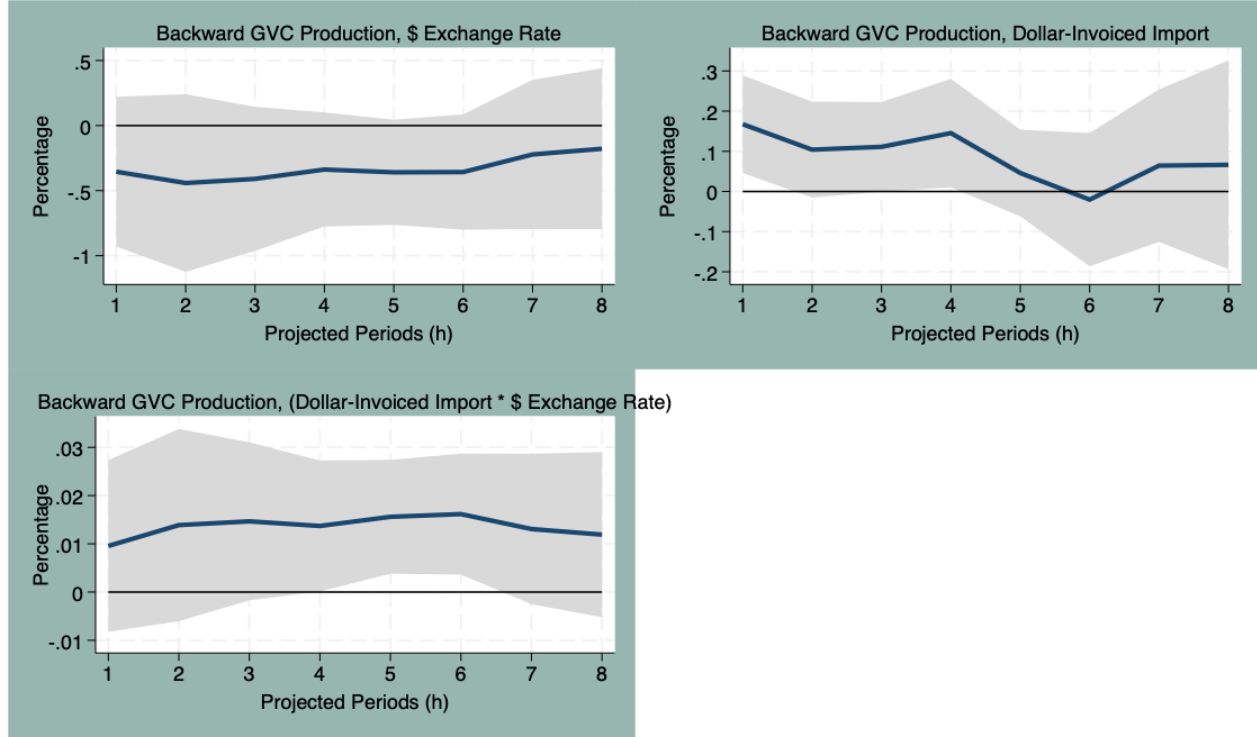 Backward GVC Production, $ Exchange Rate
.5
0
-.5
-1
Percentage
1 2 3 4 5 6 7 8
Projected Periods (h)
Backward GVC Production, Dollar-Invoiced Import
.3
.2
.1
0
-.1
-.2
Percentage
1 2 3 4 5 6 7 8
Projected Periods (h)
Backward GVC Production, (Dollar-Invoiced Import * $ Exchange Rate)
.03
.02
.01
0
-.01
Percentage
1 2 3 4 5 6 7 8
Projected Periods (h)